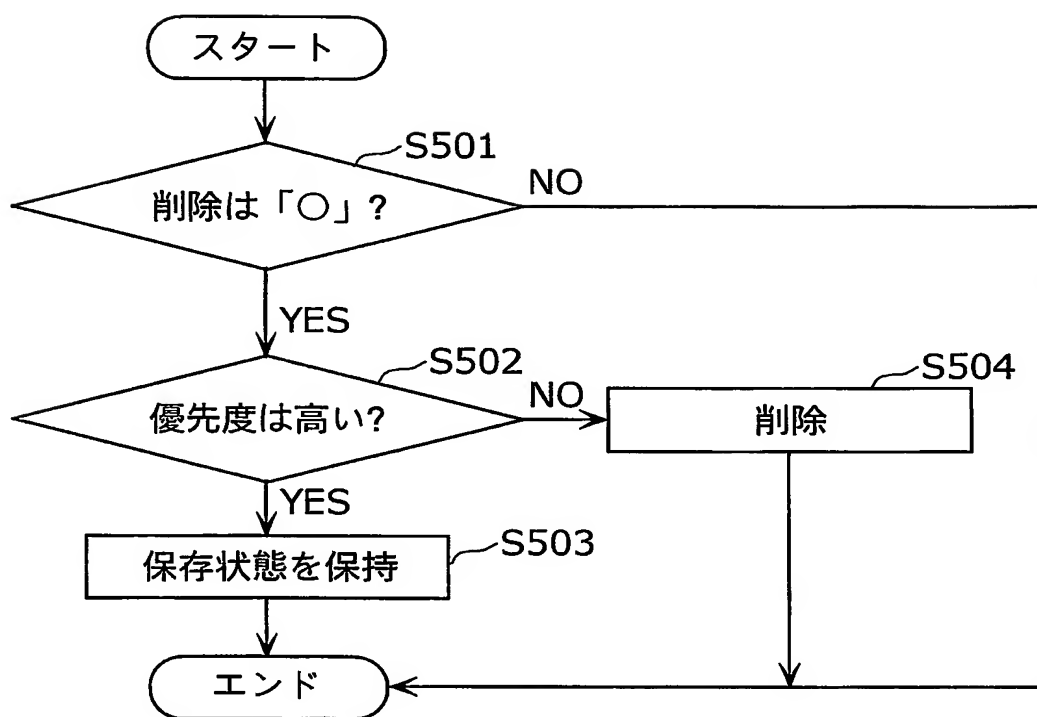 スタート
S501
削除は「○」?
NO
YES
S502
優先度は高い?
NO
S504
削除
YES
S503
保存状態を保持
エンド